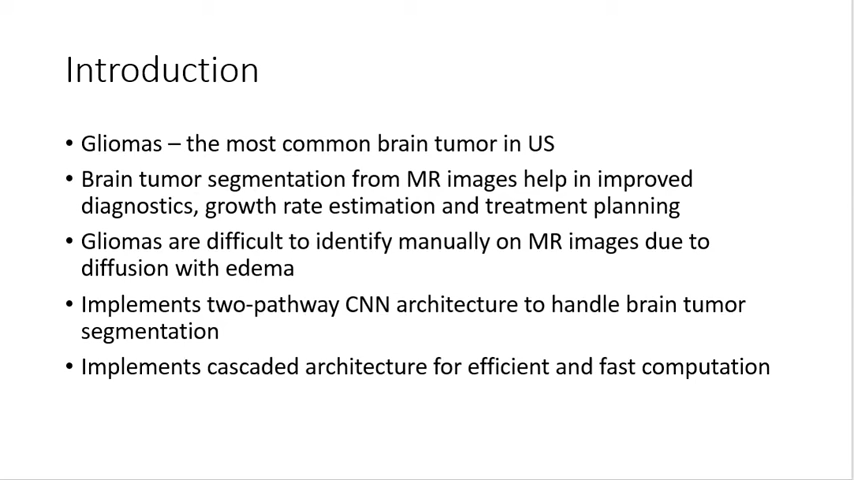 Introduction
• Gliomas – the most common brain tumor in US
• Brain tumor segmentation from MR images help in improved
diagnostics, growth rate estimation and treatment planning
• Gliomas are difficult to identify manually on MR images due to
diffusion with edema
• Implements two-pathway CNN architecture to handle brain tumor
segmentation
• Implements cascaded architecture for efficient and fast computation